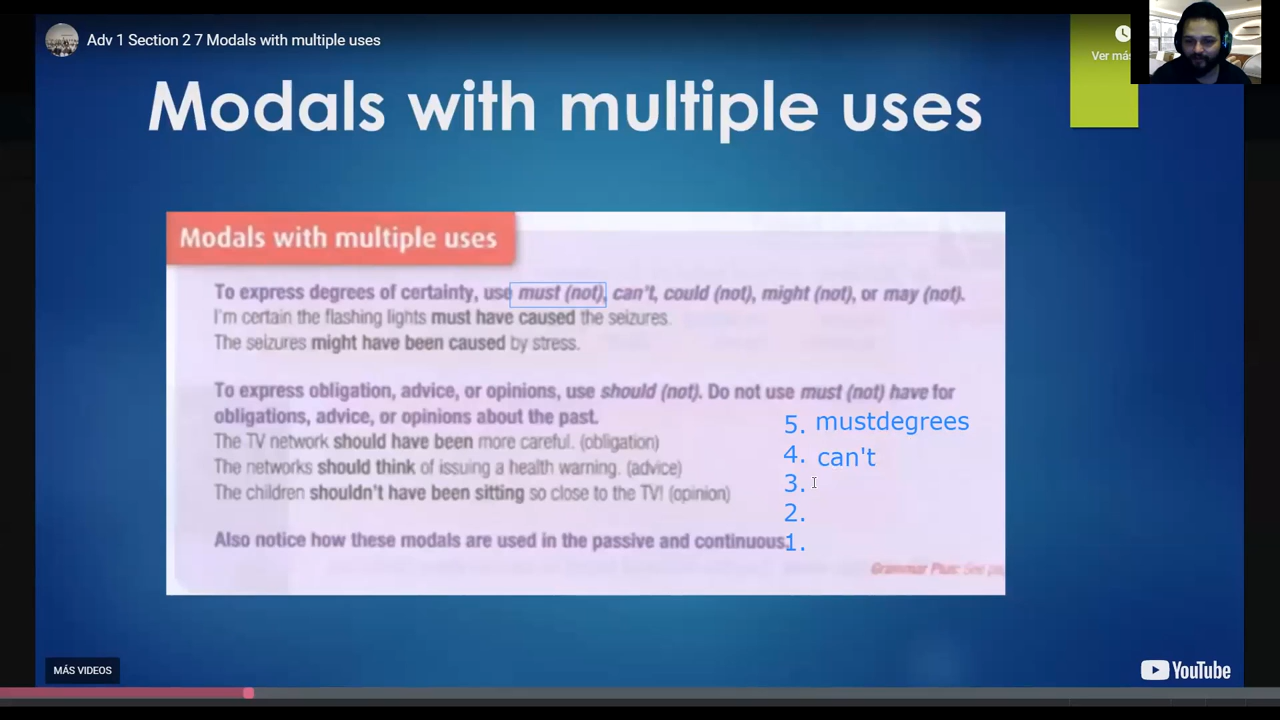 Adv 1 Section 2 7 Modals with multiple uses
Ver más
Modals with multiple uses
Modals with multiple uses
To express degrees of certainty, use must (not), can't, could (not), might (not), or may (not).
I'm certain the flashing lights must have caused the seizures.
The seizures might have been caused by stress.
To express obligation, advice, or opinions, use should (not). Do not use must (not) have for
obligations, advice, or opinions about the past.
The TV network should have been more careful. (obligation)
The networks should think of issuing a health warning. (advice)
The children shouldn't have been sitting so close to the TV! (opinion)
Also notice how these modals are used in the passive and continuous.
5. mustdegrees
4. can't
3.
2.
1.
Grammar Plus: See
MÁS VIDEOS
YouTube